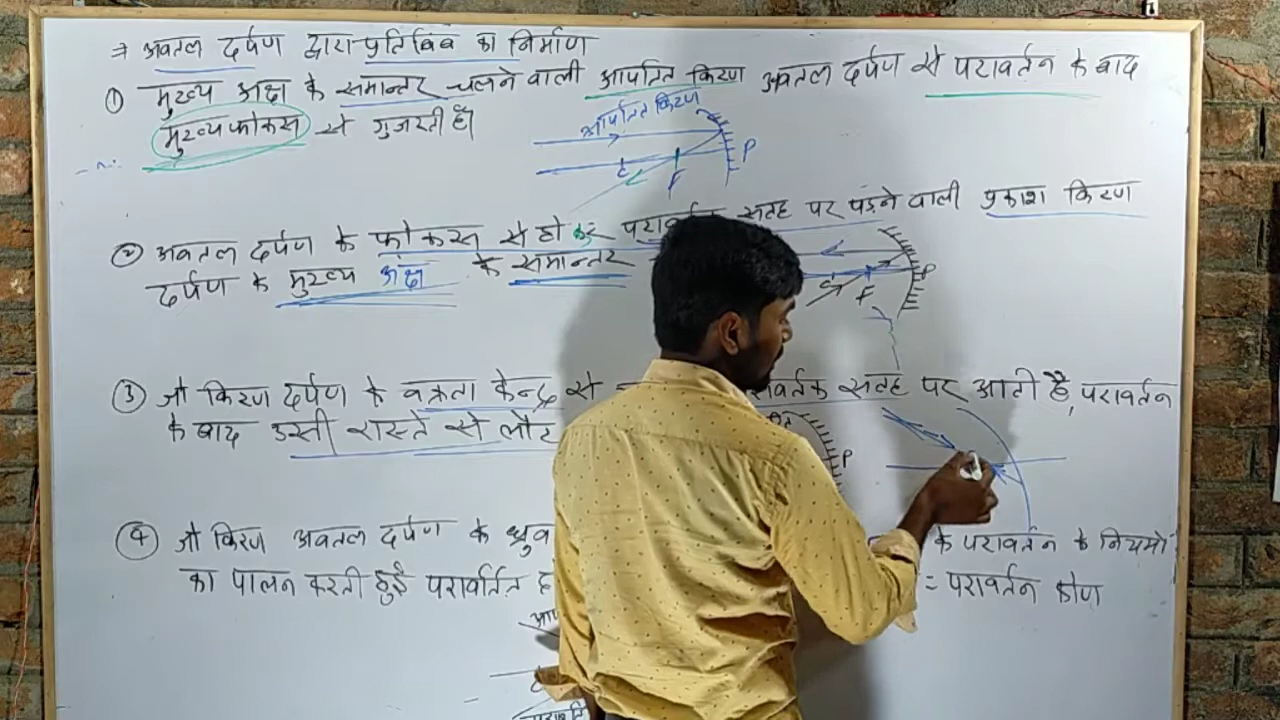 ⇒ अवतल दर्पण द्वारा प्रतिबिंब का निर्माण
① मुख्य अक्ष के समान्तर चलने वाली आपतित किरण अवतल दर्पण से परावर्तन के बाद
मुख्य फोकस से गुजरती है।
आपतित किरण
C F P
② अवतल दर्पण के फोकस से होकर परावर्तक सतह पर पड़ने वाली प्रकाश किरण
दर्पण के मुख्य अक्ष के समान्तर
C F P
③ जो किरण दर्पण के वक्रता केन्द्र से परावर्तक सतह पर आती है, परावर्तन
के बाद उसी रास्ते से लौट
P
④ जो किरण अवतल दर्पण के ध्रुव के परावर्तन के नियमो
का पालन करती हुई परावर्तित = परावर्तन कोण